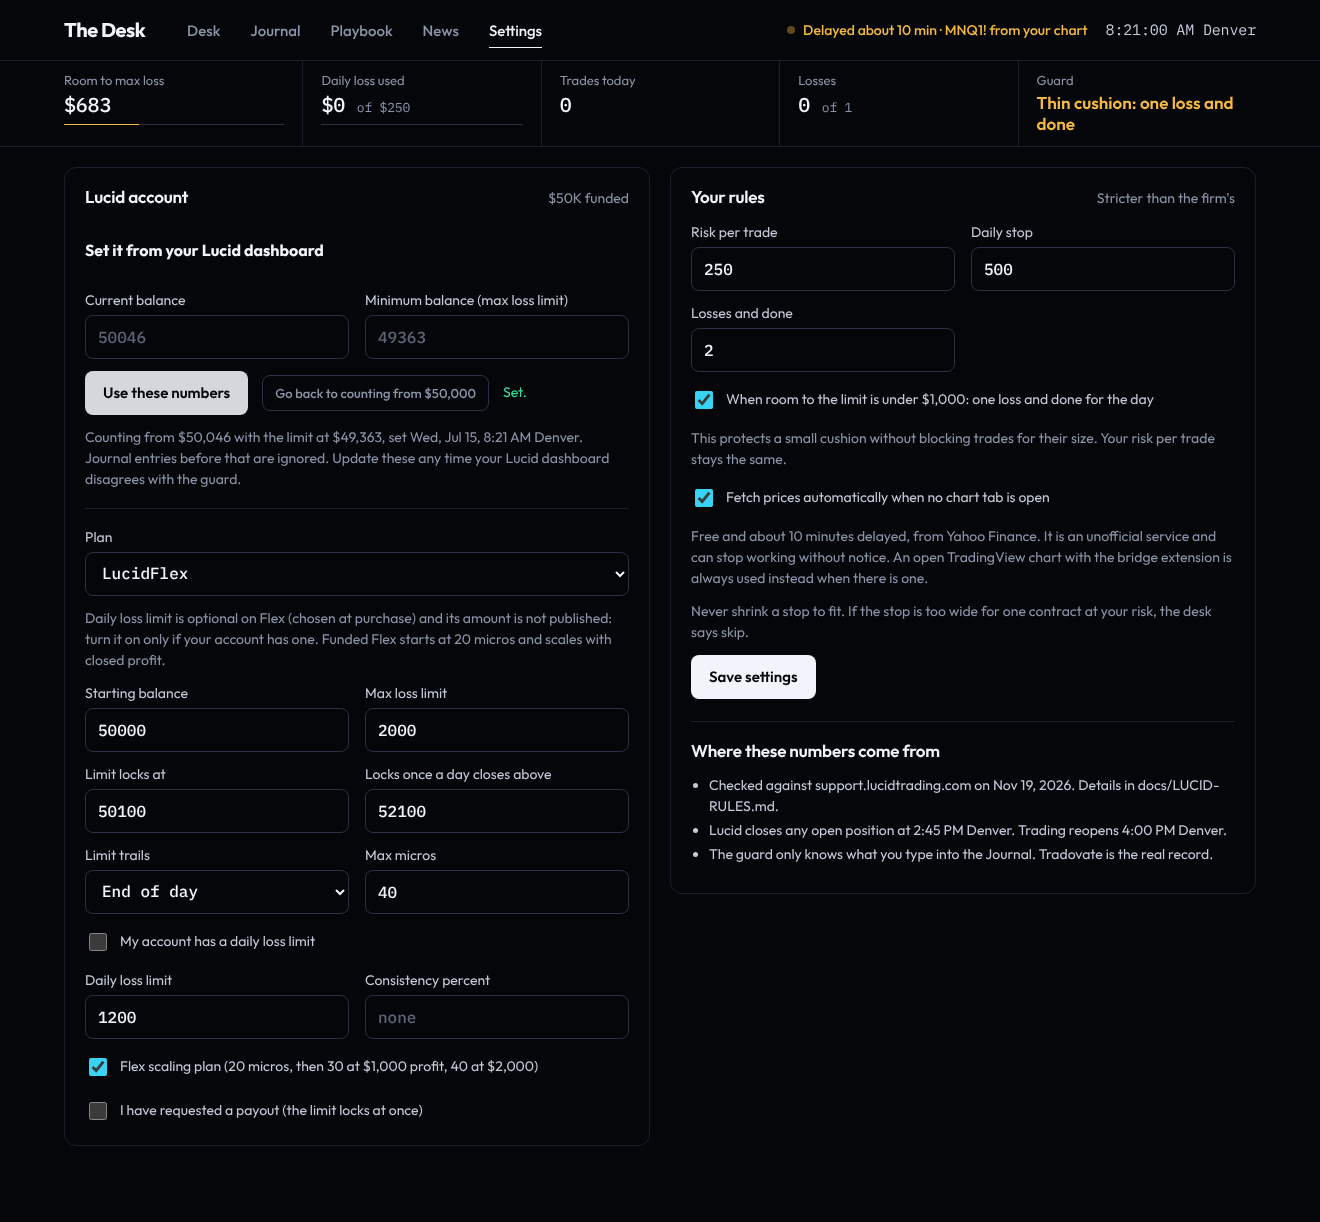 The Desk
Desk
Journal
Playbook
News
Settings
Delayed about 10 min · MNQ1! from your chart
8:21:00 AM Denver
Room to max loss
$683
Daily loss used
$0 of $250
Trades today
0
Losses
0 of 1
Guard
Thin cushion: one loss and
done
Lucid account
$50K funded
Set it from your Lucid dashboard
Current balance
Minimum balance (max loss limit)
50046
49363
Use these numbers
Go back to counting from $50,000
Set.
Counting from $50,046 with the limit at $49,363, set Wed, Jul 15, 8:21 AM Denver.
Journal entries before that are ignored. Update these any time your Lucid dashboard
disagrees with the guard.
Plan
LucidFlex
Daily loss limit is optional on Flex (chosen at purchase) and its amount is not published:
turn it on only if your account has one. Funded Flex starts at 20 micros and scales with
closed profit.
Starting balance
Max loss limit
50000
2000
Limit locks at
Locks once a day closes above
50100
52100
Limit trails
Max micros
End of day
40
My account has a daily loss limit
Daily loss limit
Consistency percent
1200
none
Flex scaling plan (20 micros, then 30 at $1,000 profit, 40 at $2,000)
I have requested a payout (the limit locks at once)
Your rules
Stricter than the firm's
Risk per trade
Daily stop
250
500
Losses and done
2
When room to the limit is under $1,000: one loss and done for the day
This protects a small cushion without blocking trades for their size. Your risk per trade
stays the same.
Fetch prices automatically when no chart tab is open
Free and about 10 minutes delayed, from Yahoo Finance. It is an unofficial service and
can stop working without notice. An open TradingView chart with the bridge extension is
always used instead when there is one.
Never shrink a stop to fit. If the stop is too wide for one contract at your risk, the desk
says skip.
Save settings
Where these numbers come from
Checked against support.lucidtrading.com on Nov 19, 2026. Details in docs/LUCID-
RULES.md.
Lucid closes any open position at 2:45 PM Denver. Trading reopens 4:00 PM Denver.
The guard only knows what you type into the Journal. Tradovate is the real record.